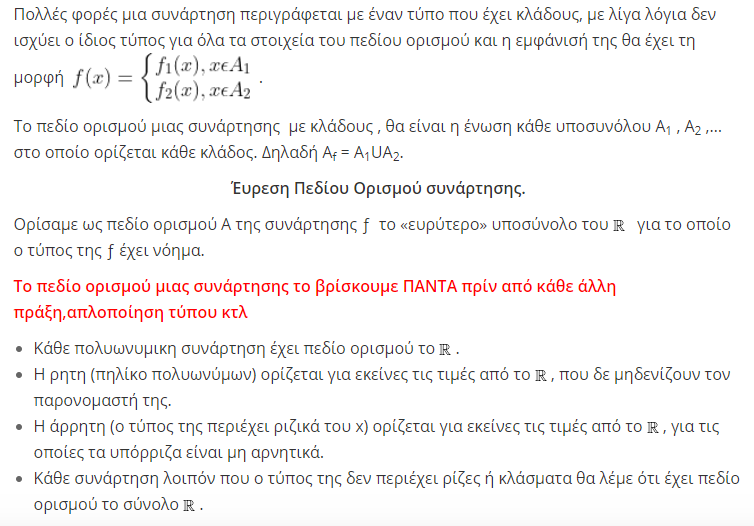 Πολλές φορές μια συνάρτηση περιγράφεται με έναν τύπο που έχει κλάδους, με λίγα λόγια δεν
ισχύει ο ίδιος τύπος για όλα τα στοιχεία του πεδίου ορισμού και η εμφάνισή της θα έχει τη
μορφή f(x) = { f₁(x), xϵA₁
f₂(x), xϵA₂ .
Το πεδίο ορισμού μιας συνάρτησης με κλάδους , θα είναι η ένωση κάθε υποσυνόλου Α₁ , Α₂ ,...
στο οποίο ορίζεται κάθε κλάδος. Δηλαδή Α_f = Α₁UΑ₂.
Έυρεση Πεδίου Ορισμού συνάρτησης.
Ορίσαμε ως πεδίο ορισμού Α της συνάρτησης ƒ το «ευρύτερο» υποσύνολο του ℝ για το οποίο
ο τύπος της ƒ έχει νόημα.
Το πεδίο ορισμού μιας συνάρτησης το βρίσκουμε ΠΑΝΤΑ πρίν από κάθε άλλη
πράξη,απλοποίηση τύπου κτλ
• Κάθε πολυωνυμικη συνάρτηση έχει πεδίο ορισμού το ℝ .
• Η ρητη (πηλίκο πολυωνύμων) ορίζεται για εκείνες τις τιμές από το ℝ , που δε μηδενίζουν τον
παρονομαστή της.
• Η άρρητη (ο τύπος της περιέχει ριζικά του x) ορίζεται για εκείνες τις τιμές από το ℝ , για τις
οποίες τα υπόρριζα είναι μη αρνητικά.
• Κάθε συνάρτηση λοιπόν που ο τύπος της δεν περιέχει ρίζες ή κλάσματα θα λέμε ότι έχει πεδίο
ορισμού το σύνολο ℝ .